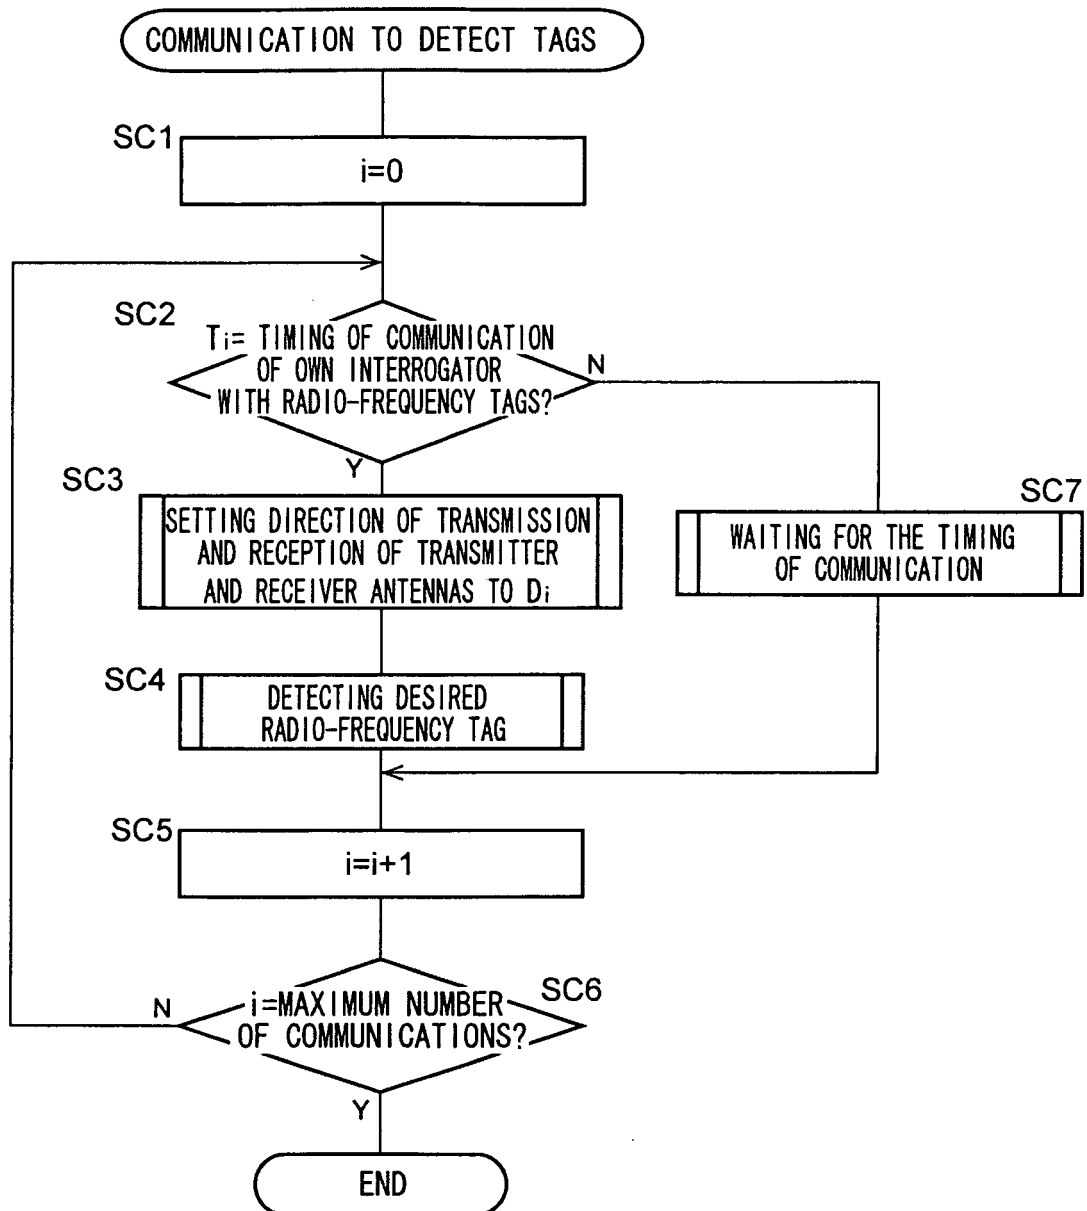 COMMUNICATION TO DETECT TAGS
SC1
i=0
SC2
Ti= TIMING OF COMMUNICATION
OF OWN INTERROGATOR
WITH RADIO-FREQUENCY TAGS?
N
Y
SC3
SETTING DIRECTION OF TRANSMISSION
AND RECEPTION OF TRANSMITTER
AND RECEIVER ANTENNAS TO Di
SC7
WAITING FOR THE TIMING
OF COMMUNICATION
SC4
DETECTING DESIRED
RADIO-FREQUENCY TAG
SC5
i=i+1
SC6
i=MAXIMUM NUMBER
OF COMMUNICATIONS?
N
Y
END